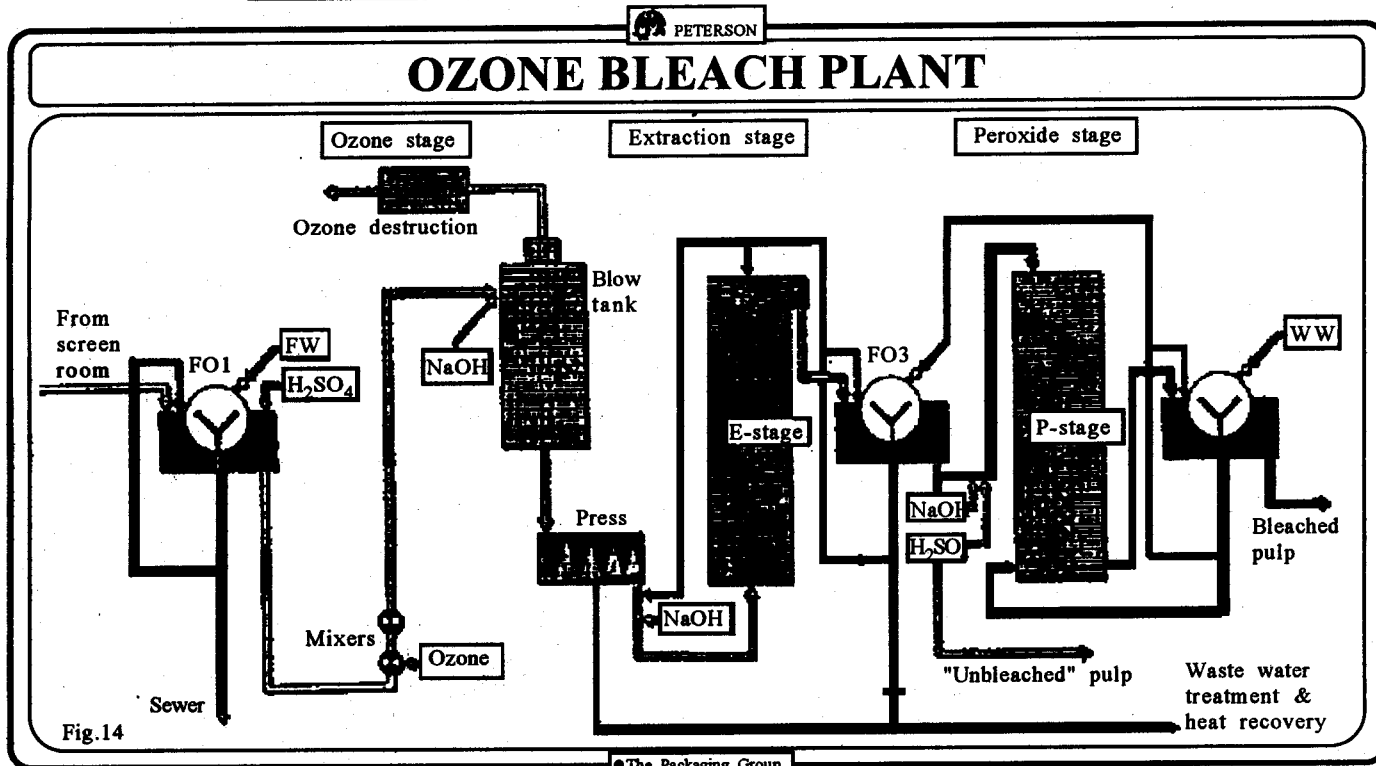 PETERSON
OZONE BLEACH PLANT
Ozone stage
Extraction stage
Peroxide stage
Ozone destruction
Blow
tank
From
screen
room
FO1
FW
H₂SO₄
NaOH
FO3
WW
E-stage
P-stage
Press
NaOH
H₂SO
Bleached
pulp
NaOH
Mixers
Ozone
"Unbleached" pulp
Waste water
treatment &
heat recovery
Sewer
Fig.14
The Packaging Group